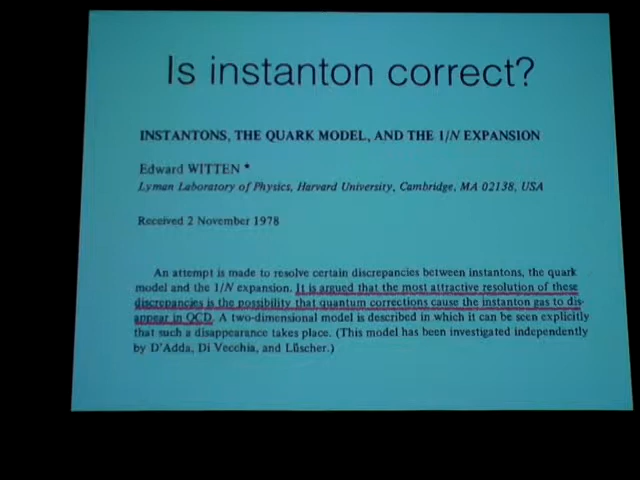 Is instanton correct?
INSTANTONS, THE QUARK MODEL, AND THE 1/N EXPANSION
Edward WITTEN *
Lyman Laboratory of Physics, Harvard University, Cambridge, MA 02138, USA
Received 2 November 1978
An attempt is made to resolve certain discrepancies between instantons, the quark
model and the 1/N expansion. It is argued that the most attractive resolution of these
discrepancies is the possibility that quantum corrections cause the instanton gas to dis-
appear in QCD. A two-dimensional model is described in which it can be seen explicitly
that such a disappearance takes place. (This model has been investigated independently
by D'Adda, Di Vecchia, and Lüscher.)